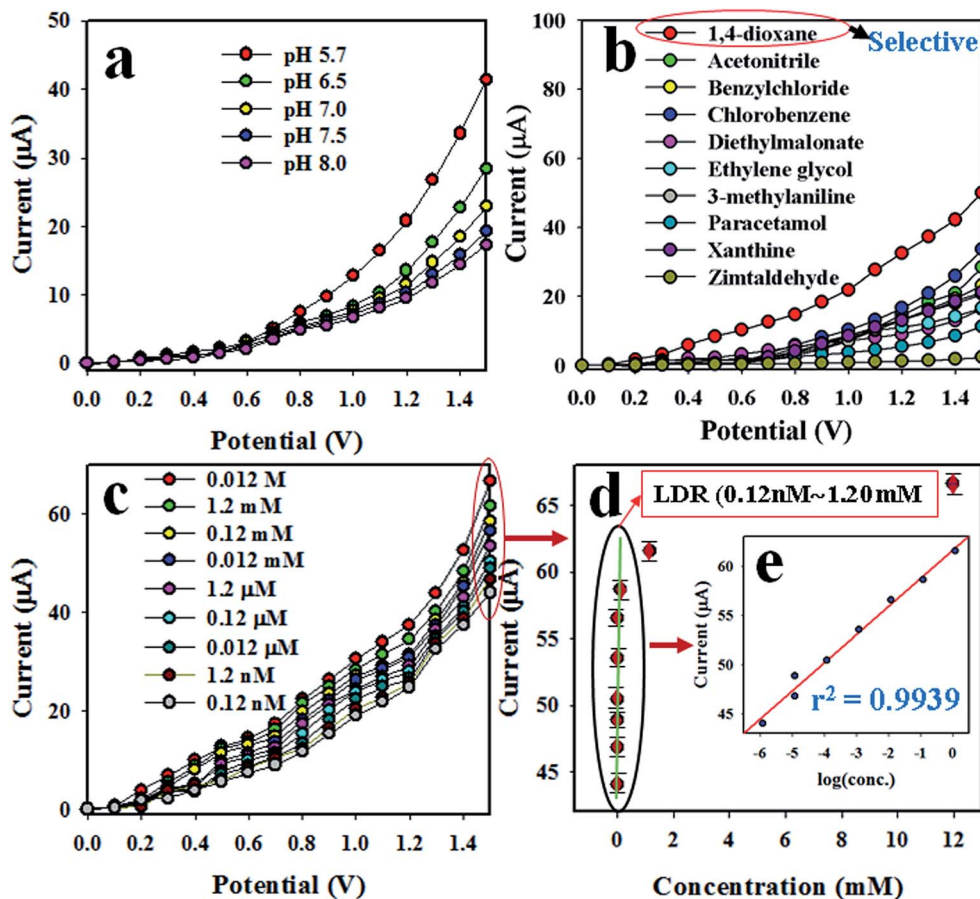 a
pH 5.7
pH 6.5
pH 7.0
pH 7.5
pH 8.0
50
40
30
20
10
0
Current (μA)
0.0 0.2 0.4 0.6 0.8 1.0 1.2 1.4
Potential (V)
b
1,4-dioxane
Selective
Acetonitrile
Benzylchloride
Chlorobenzene
Diethylmalonate
Ethylene glycol
3-methylaniline
Paracetamol
Xanthine
Zimtaldehyde
100
80
60
40
20
0
Current (μA)
0.0 0.2 0.4 0.6 0.8 1.0 1.2 1.4
Potential (V)
c
0.012 M
1.2 mM
0.12 mM
0.012 mM
1.2 μM
0.12 μM
0.012 μM
1.2 nM
0.12 nM
60
40
20
0
Current (μA)
0.0 0.2 0.4 0.6 0.8 1.0 1.2 1.4
Potential (V)
d
LDR (0.12nM~1.20 mM
65
60
55
50
45
Current (μA)
0 2 4 6 8 10 12
Concentration (mM)
e
60
55
50
45
Current (μA)
r² = 0.9939
-6 -5 -4 -3 -2 -1 0
log(conc.)